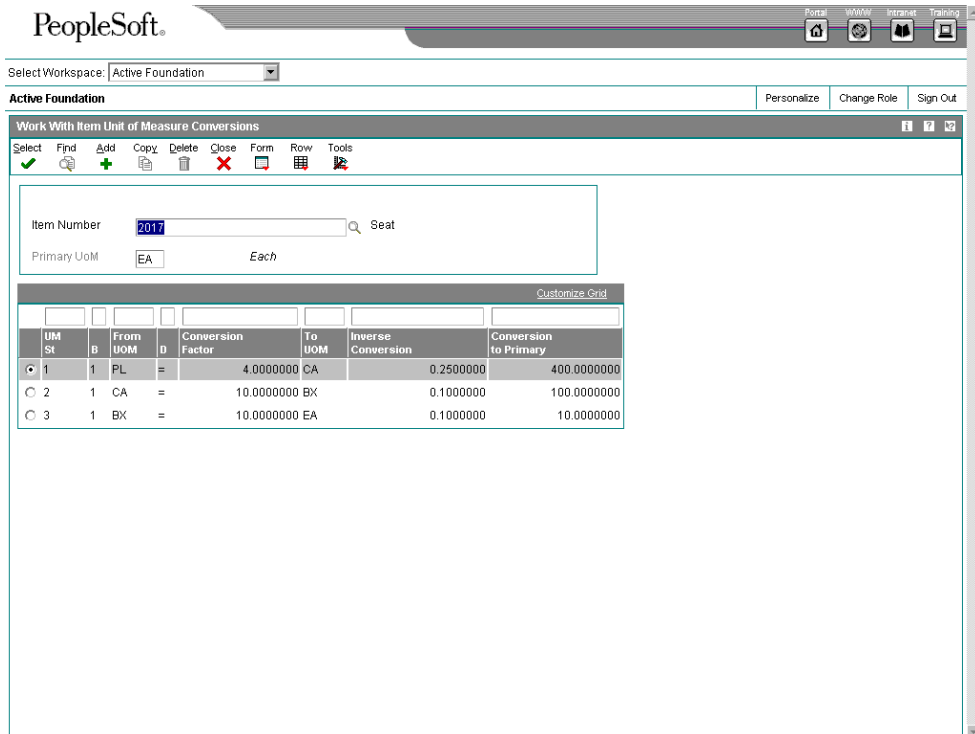 PeopleSoft.
Portal WWW Intranet Training
Select Workspace: Active Foundation
Active Foundation Personalize Change Role Sign Out
Work With Item Unit of Measure Conversions
Select Find Add Copy Delete Close Form Row Tools
Item Number 2017 Seat
Primary UoM EA Each
Customize Grid
UM St B From UOM D Conversion Factor To UOM Inverse Conversion Conversion to Primary
1 1 PL = 4.0000000 CA 0.2500000 400.0000000
2 1 CA = 10.0000000 BX 0.1000000 100.0000000
3 1 BX = 10.0000000 EA 0.1000000 10.0000000